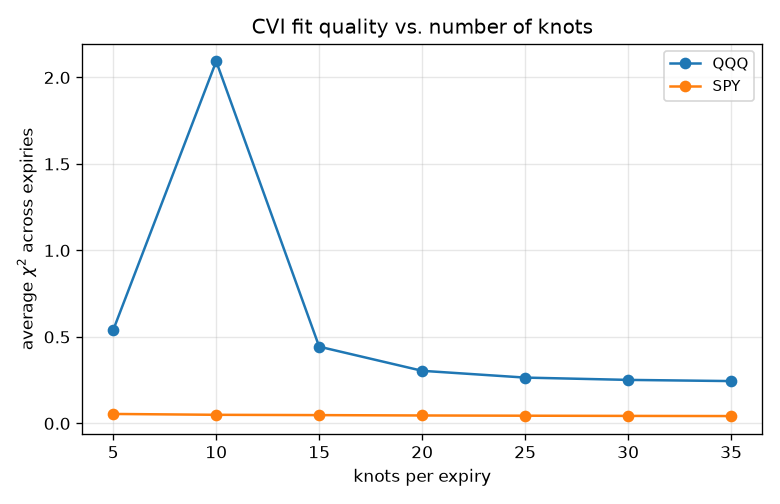 CVI fit quality vs. number of knots
QQQ
SPY
average χ² across expiries
2.0
1.5
1.0
0.5
0.0
5 10 15 20 25 30 35
knots per expiry